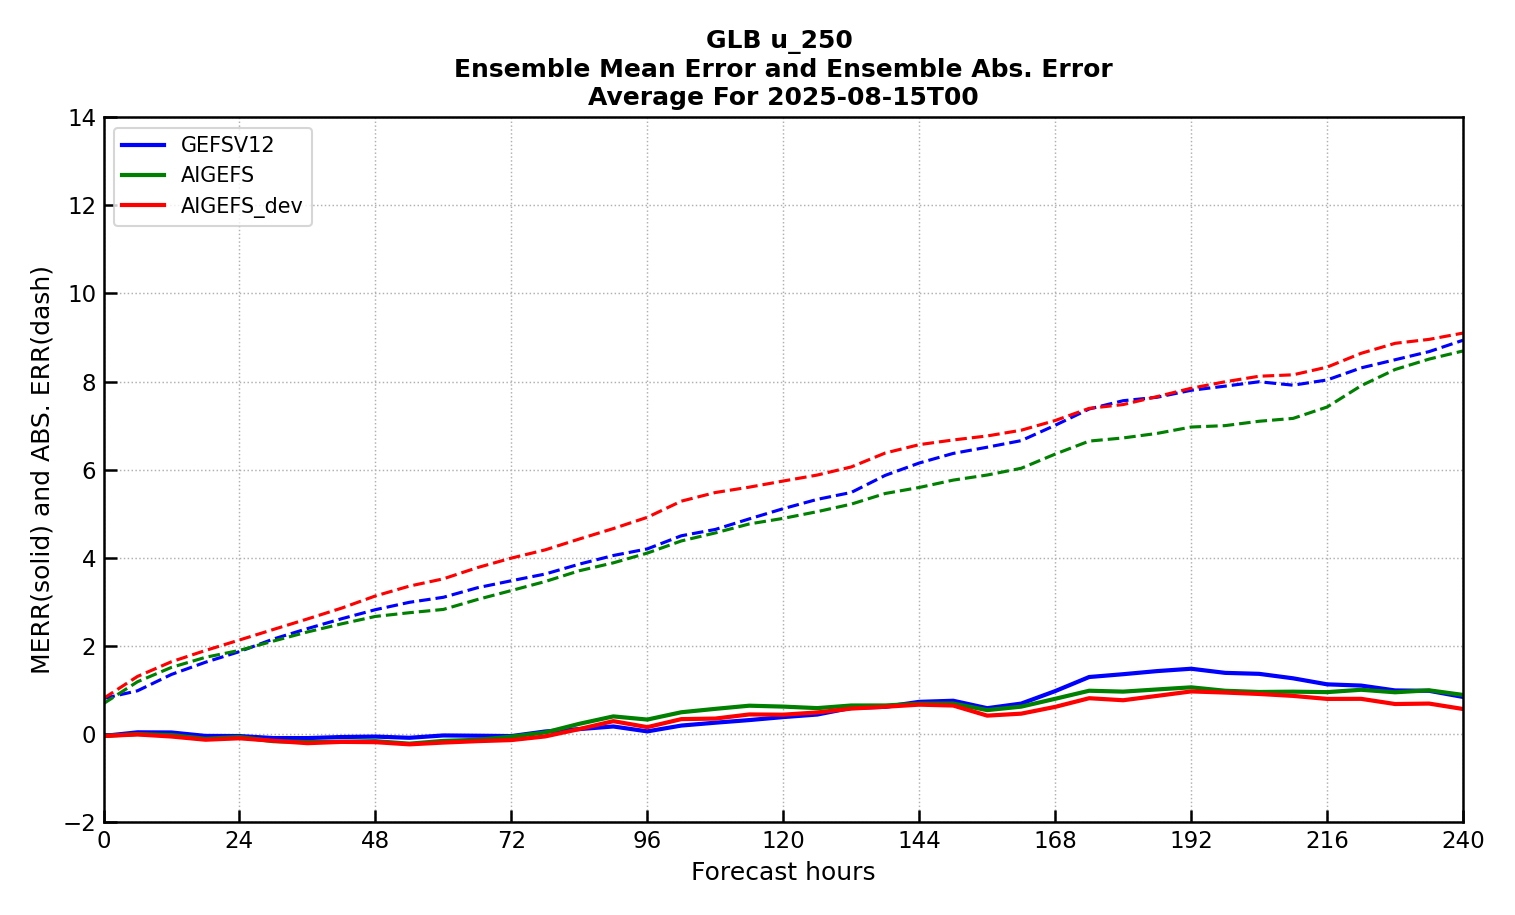 GLB u_250
Ensemble Mean Error and Ensemble Abs. Error
Average For 2025-08-15T00
GEFSV12
AIGEFS
AIGEFS_dev
MERR(solid) and ABS. ERR(dash)
14
12
10
8
6
4
2
0
−2
0 24 48 72 96 120 144 168 192 216 240
Forecast hours